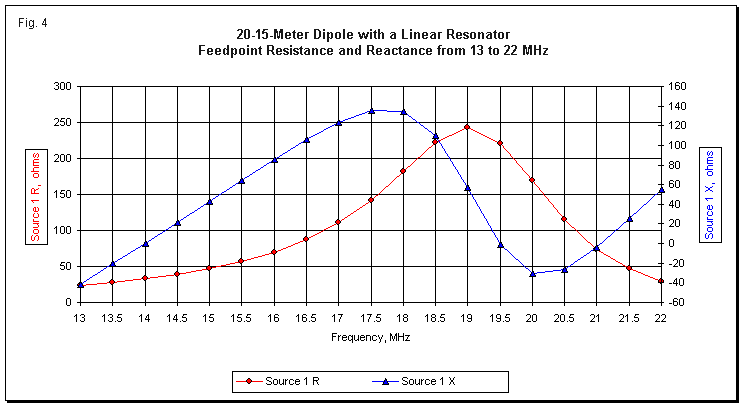 Fig. 4
20-15-Meter Dipole with a Linear Resonator
Feedpoint Resistance and Reactance from 13 to 22 MHz
300
250
200
150
100
50
0
Source 1 R, ohms
160
140
120
100
80
60
40
20
0
-20
-40
-60
Source 1 X, ohms
13 13.5 14 14.5 15 15.5 16 16.5 17 17.5 18 18.5 19 19.5 20 20.5 21 21.5 22
Frequency, MHz
Source 1 R Source 1 X